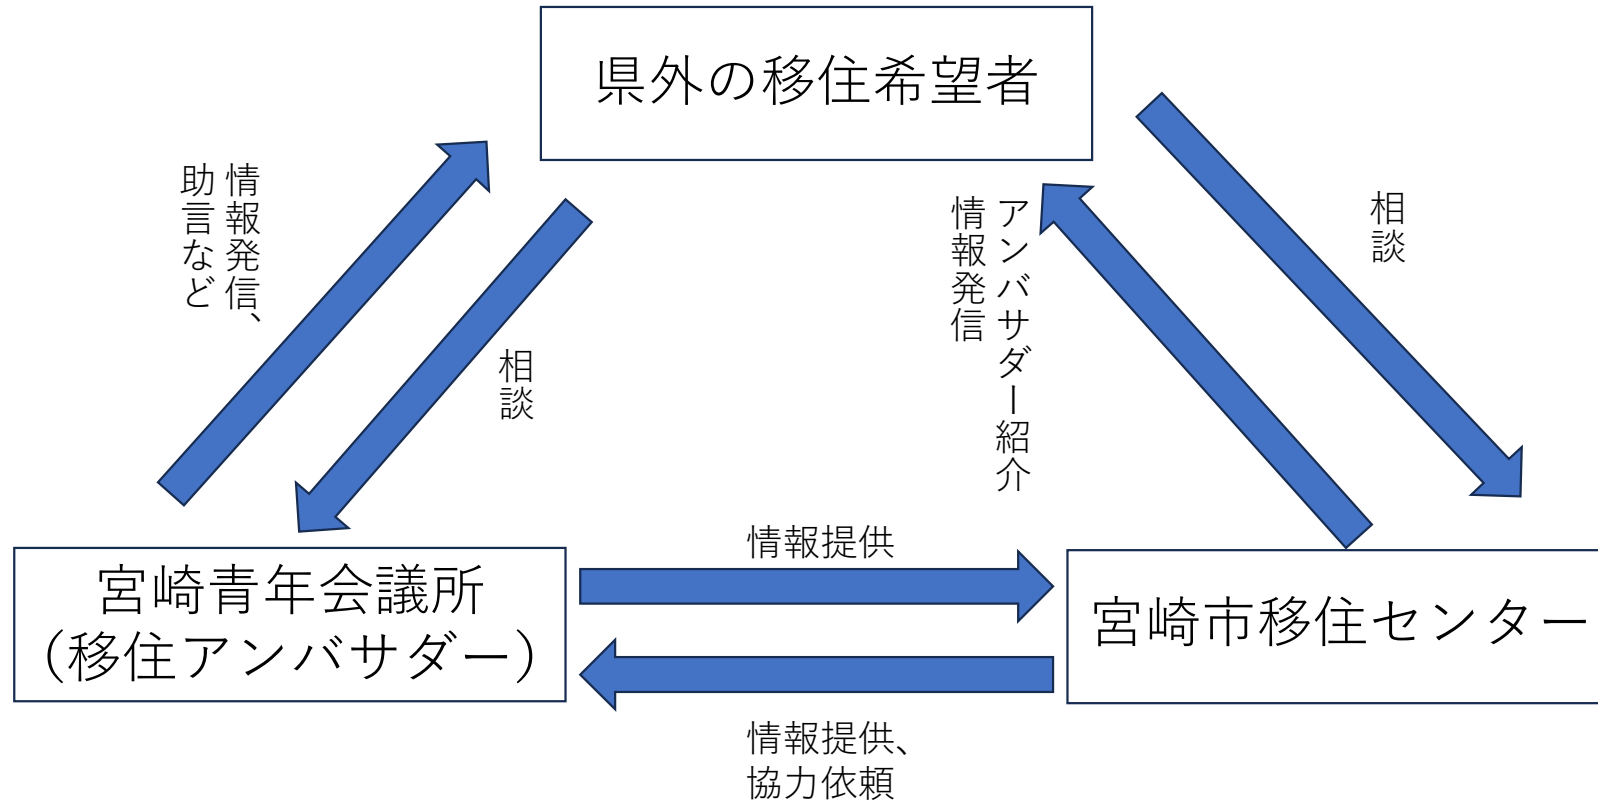 県外の移住希望者
情報発信、
助言など
相談
アンバサダー紹介
情報発信
相談
情報提供
宮崎青年会議所
（移住アンバサダー）
宮崎市移住センター
情報提供、
協力依頼